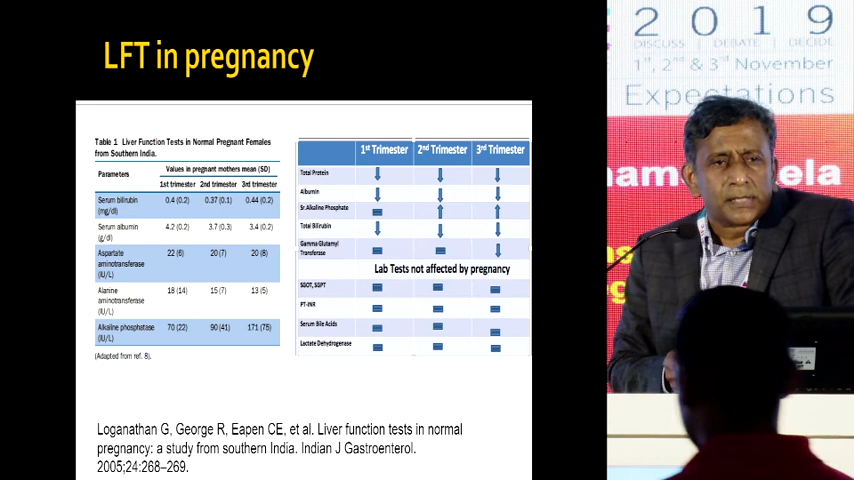 LFT in pregnancy
Table 1 Liver Function Tests in Normal Pregnant Females
from Southern India.
Parameters
Values in pregnant mothers mean (SD)
1st trimester 2nd trimester 3rd trimester
Serum bilirubin (mg/dl) 0.4 (0.2) 0.37 (0.1) 0.44 (0.2)
Serum albumin (g/dl) 4.2 (0.2) 3.7 (0.3) 3.4 (0.2)
Aspartate aminotransferase (IU/L) 22 (6) 20 (7) 20 (8)
Alanine aminotransferase (IU/L) 18 (14) 15 (7) 13 (5)
Alkaline phosphatase (IU/L) 70 (22) 90 (41) 171 (75)
(Adapted from ref. 8).
1st Trimester 2nd Trimester 3rd Trimester
Total Protein
Albumin
Sr.Alkaline Phosphate
Total Bilirubin
Gamma Glutamyl Transferase
Lab Tests not affected by pregnancy
SGOT, SGPT
PT-INR
Serum Bile Acids
Lactate Dehydrogenase
Loganathan G, George R, Eapen CE, et al. Liver function tests in normal
pregnancy: a study from southern India. Indian J Gastroenterol.
2005;24:268–269.
2019
DISCUSS | DEBATE | DECIDE
1st, 2nd & 3rd November
Expectations